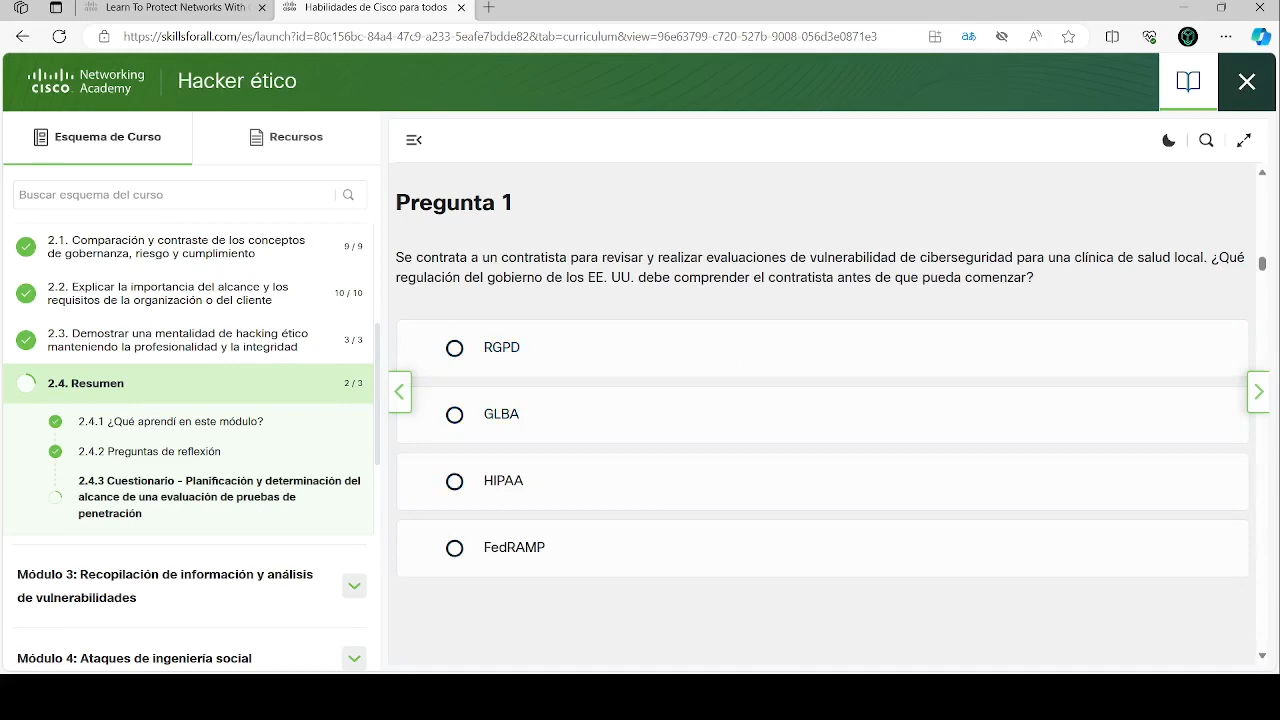 Learn To Protect Networks With
Habilidades de Cisco para todos
https://skillsforall.com/es/launch?id=80c156bc-84a4-47c9-a233-5eafe7bdde82&tab=curriculum&view=96e63799-c720-527b-9008-056d3e0871e3
cisco Networking Academy
Hacker ético
Esquema de Curso
Recursos
Buscar esquema del curso
2.1. Comparación y contraste de los conceptos
de gobernanza, riesgo y cumplimiento
9 / 9
2.2. Explicar la importancia del alcance y los
requisitos de la organización o del cliente
10 / 10
2.3. Demostrar una mentalidad de hacking ético
manteniendo la profesionalidad y la integridad
3 / 3
2.4. Resumen
2 / 3
2.4.1 ¿Qué aprendí en este módulo?
2.4.2 Preguntas de reflexión
2.4.3 Cuestionario - Planificación y determinación del
alcance de una evaluación de pruebas de
penetración
Módulo 3: Recopilación de información y análisis
de vulnerabilidades
Módulo 4: Ataques de ingeniería social
Pregunta 1
Se contrata a un contratista para revisar y realizar evaluaciones de vulnerabilidad de ciberseguridad para una clínica de salud local. ¿Qué
regulación del gobierno de los EE. UU. debe comprender el contratista antes de que pueda comenzar?
RGPD
GLBA
HIPAA
FedRAMP